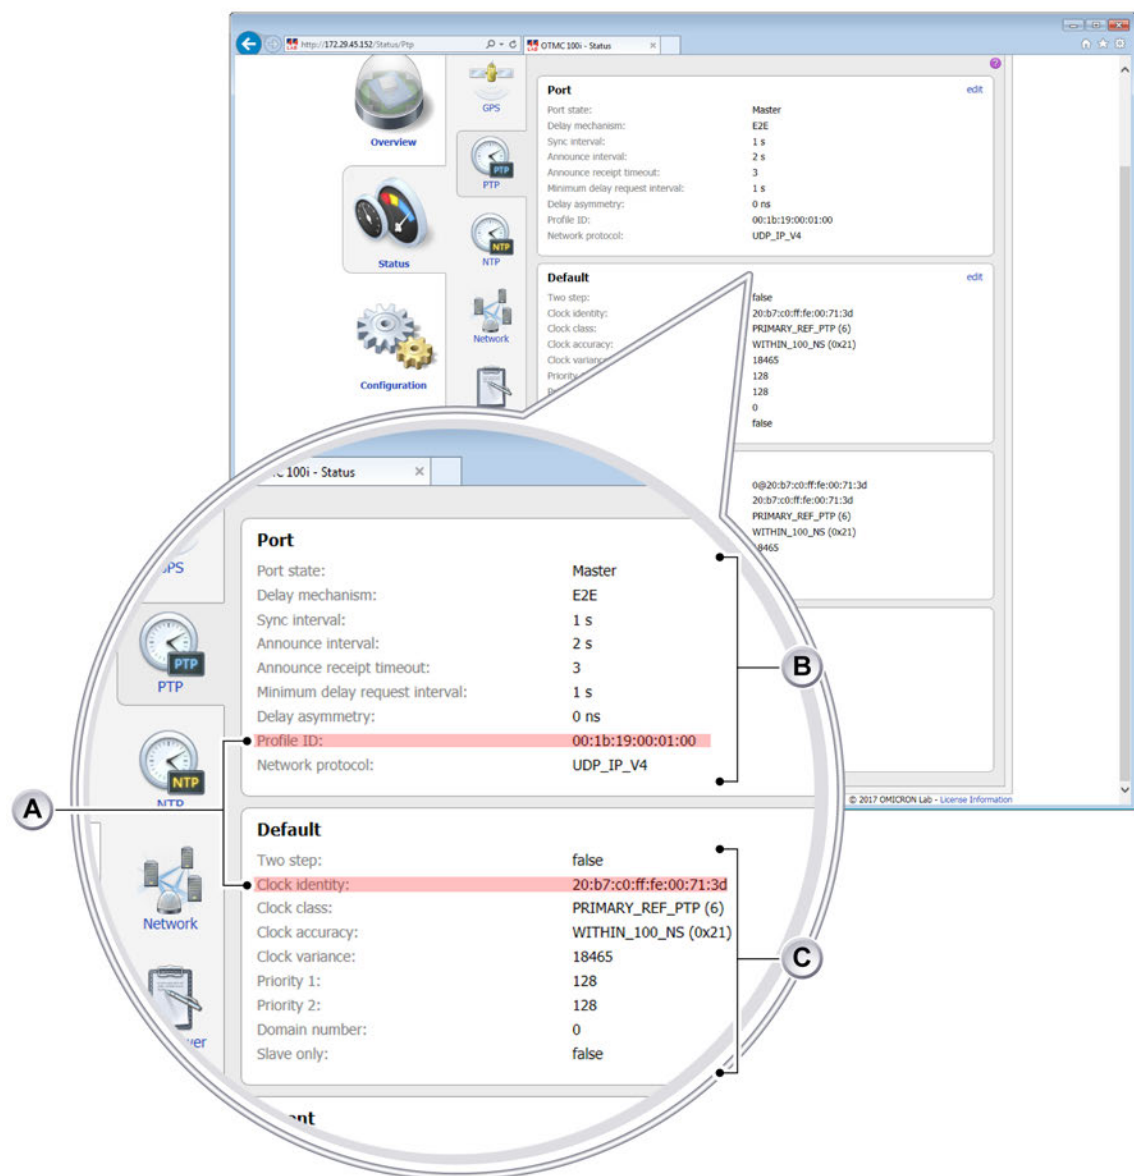 http://172.29.45.152/Status/Ptp
OTMC 100i - Status
Overview
Status
Configuration
GPS
PTP
PTP
NTP
NTP
Network
Port edit
Port state: Master
Delay mechanism: E2E
Sync interval: 1 s
Announce interval: 2 s
Announce receipt timeout: 3
Minimum delay request interval: 1 s
Delay asymmetry: 0 ns
Profile ID: 00:1b:19:00:01:00
Network protocol: UDP_IP_V4
Default edit
Two step: false
Clock identity: 20:b7:c0:ff:fe:00:71:3d
Clock class: PRIMARY_REF_PTP (6)
Clock accuracy: WITHIN_100_NS (0x21)
Clock variance 18465
Priority 128
128
0
false
0@20:b7:c0:ff:fe:00:71:3d
20:b7:c0:ff:fe:00:71:3d
PRIMARY_REF_PTP (6)
WITHIN_100_NS (0x21)
© 2017 OMICRON Lab - License Information
100i - Status
Port
Port state: Master
Delay mechanism: E2E
Sync interval: 1 s
Announce interval: 2 s
Announce receipt timeout: 3
Minimum delay request interval: 1 s
Delay asymmetry: 0 ns
Profile ID: 00:1b:19:00:01:00
Network protocol: UDP_IP_V4
PTP
PTP
NTP
NTP
Network
Default
Two step: false
Clock identity: 20:b7:c0:ff:fe:00:71:3d
Clock class: PRIMARY_REF_PTP (6)
Clock accuracy: WITHIN_100_NS (0x21)
Clock variance: 18465
Priority 1: 128
Priority 2: 128
Domain number: 0
Slave only: false
A
B
C